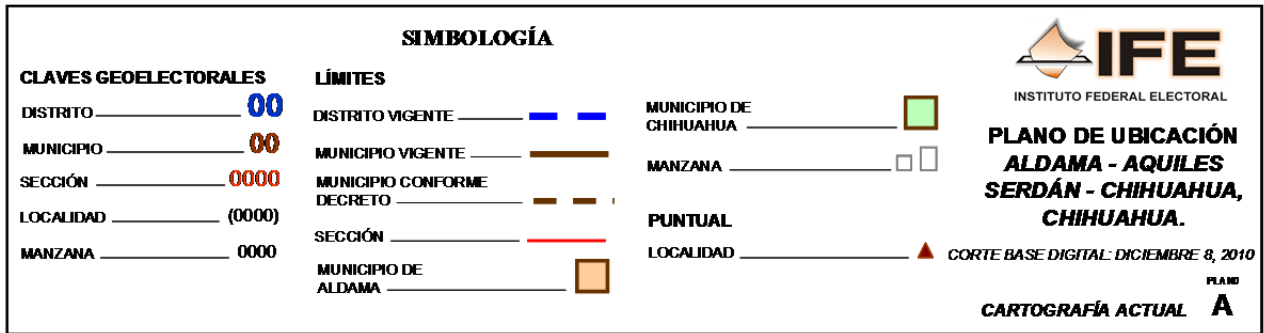 SIMBOLOGÍA
CLAVES GEOELECTORALES
DISTRITO 00
MUNICIPIO 00
SECCIÓN 0000
LOCALIDAD (0000)
MANZANA 0000
LÍMITES
DISTRITO VIGENTE
MUNICIPIO VIGENTE
MUNICIPIO CONFORME
DECRETO
SECCIÓN
MUNICIPIO DE
ALDAMA
MUNICIPIO DE
CHIHUAHUA
MANZANA
PUNTUAL
LOCALIDAD
IFE
INSTITUTO FEDERAL ELECTORAL
PLANO DE UBICACIÓN
ALDAMA - AQUILES
SERDÁN - CHIHUAHUA,
CHIHUAHUA.
CORTE BASE DIGITAL: DICIEMBRE 8, 2010
PLANO
CARTOGRAFÍA ACTUAL A